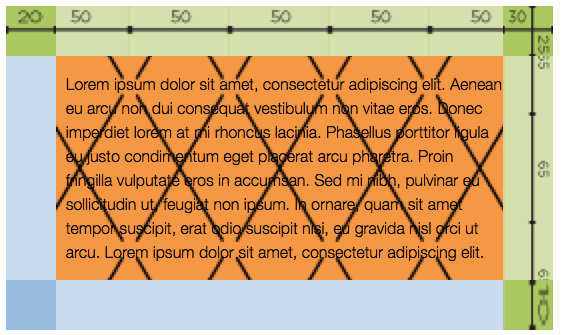 20 50 50 50 50 50 30
25
35
Lorem ipsum dolor sit amet, consectetur adipiscing elit. Aenean
eu arcu non dui consequat vestibulum non vitae eros. Donec
imperdiet lorem at mi rhoncus lacinia. Phasellus porttitor ligula
eu justo condimentum eget placerat arcu pharetra. Proin
fringilla vulputate eros in accumsan. Sed mi nibh, pulvinar eu
sollicitudin ut, feugiat non ipsum. In ornare, quam sit amet
tempor suscipit, erat odio suscipit nisi, eu gravida nisl orci ut
arcu. Lorem ipsum dolor sit amet, consectetur adipiscing elit.
65
6